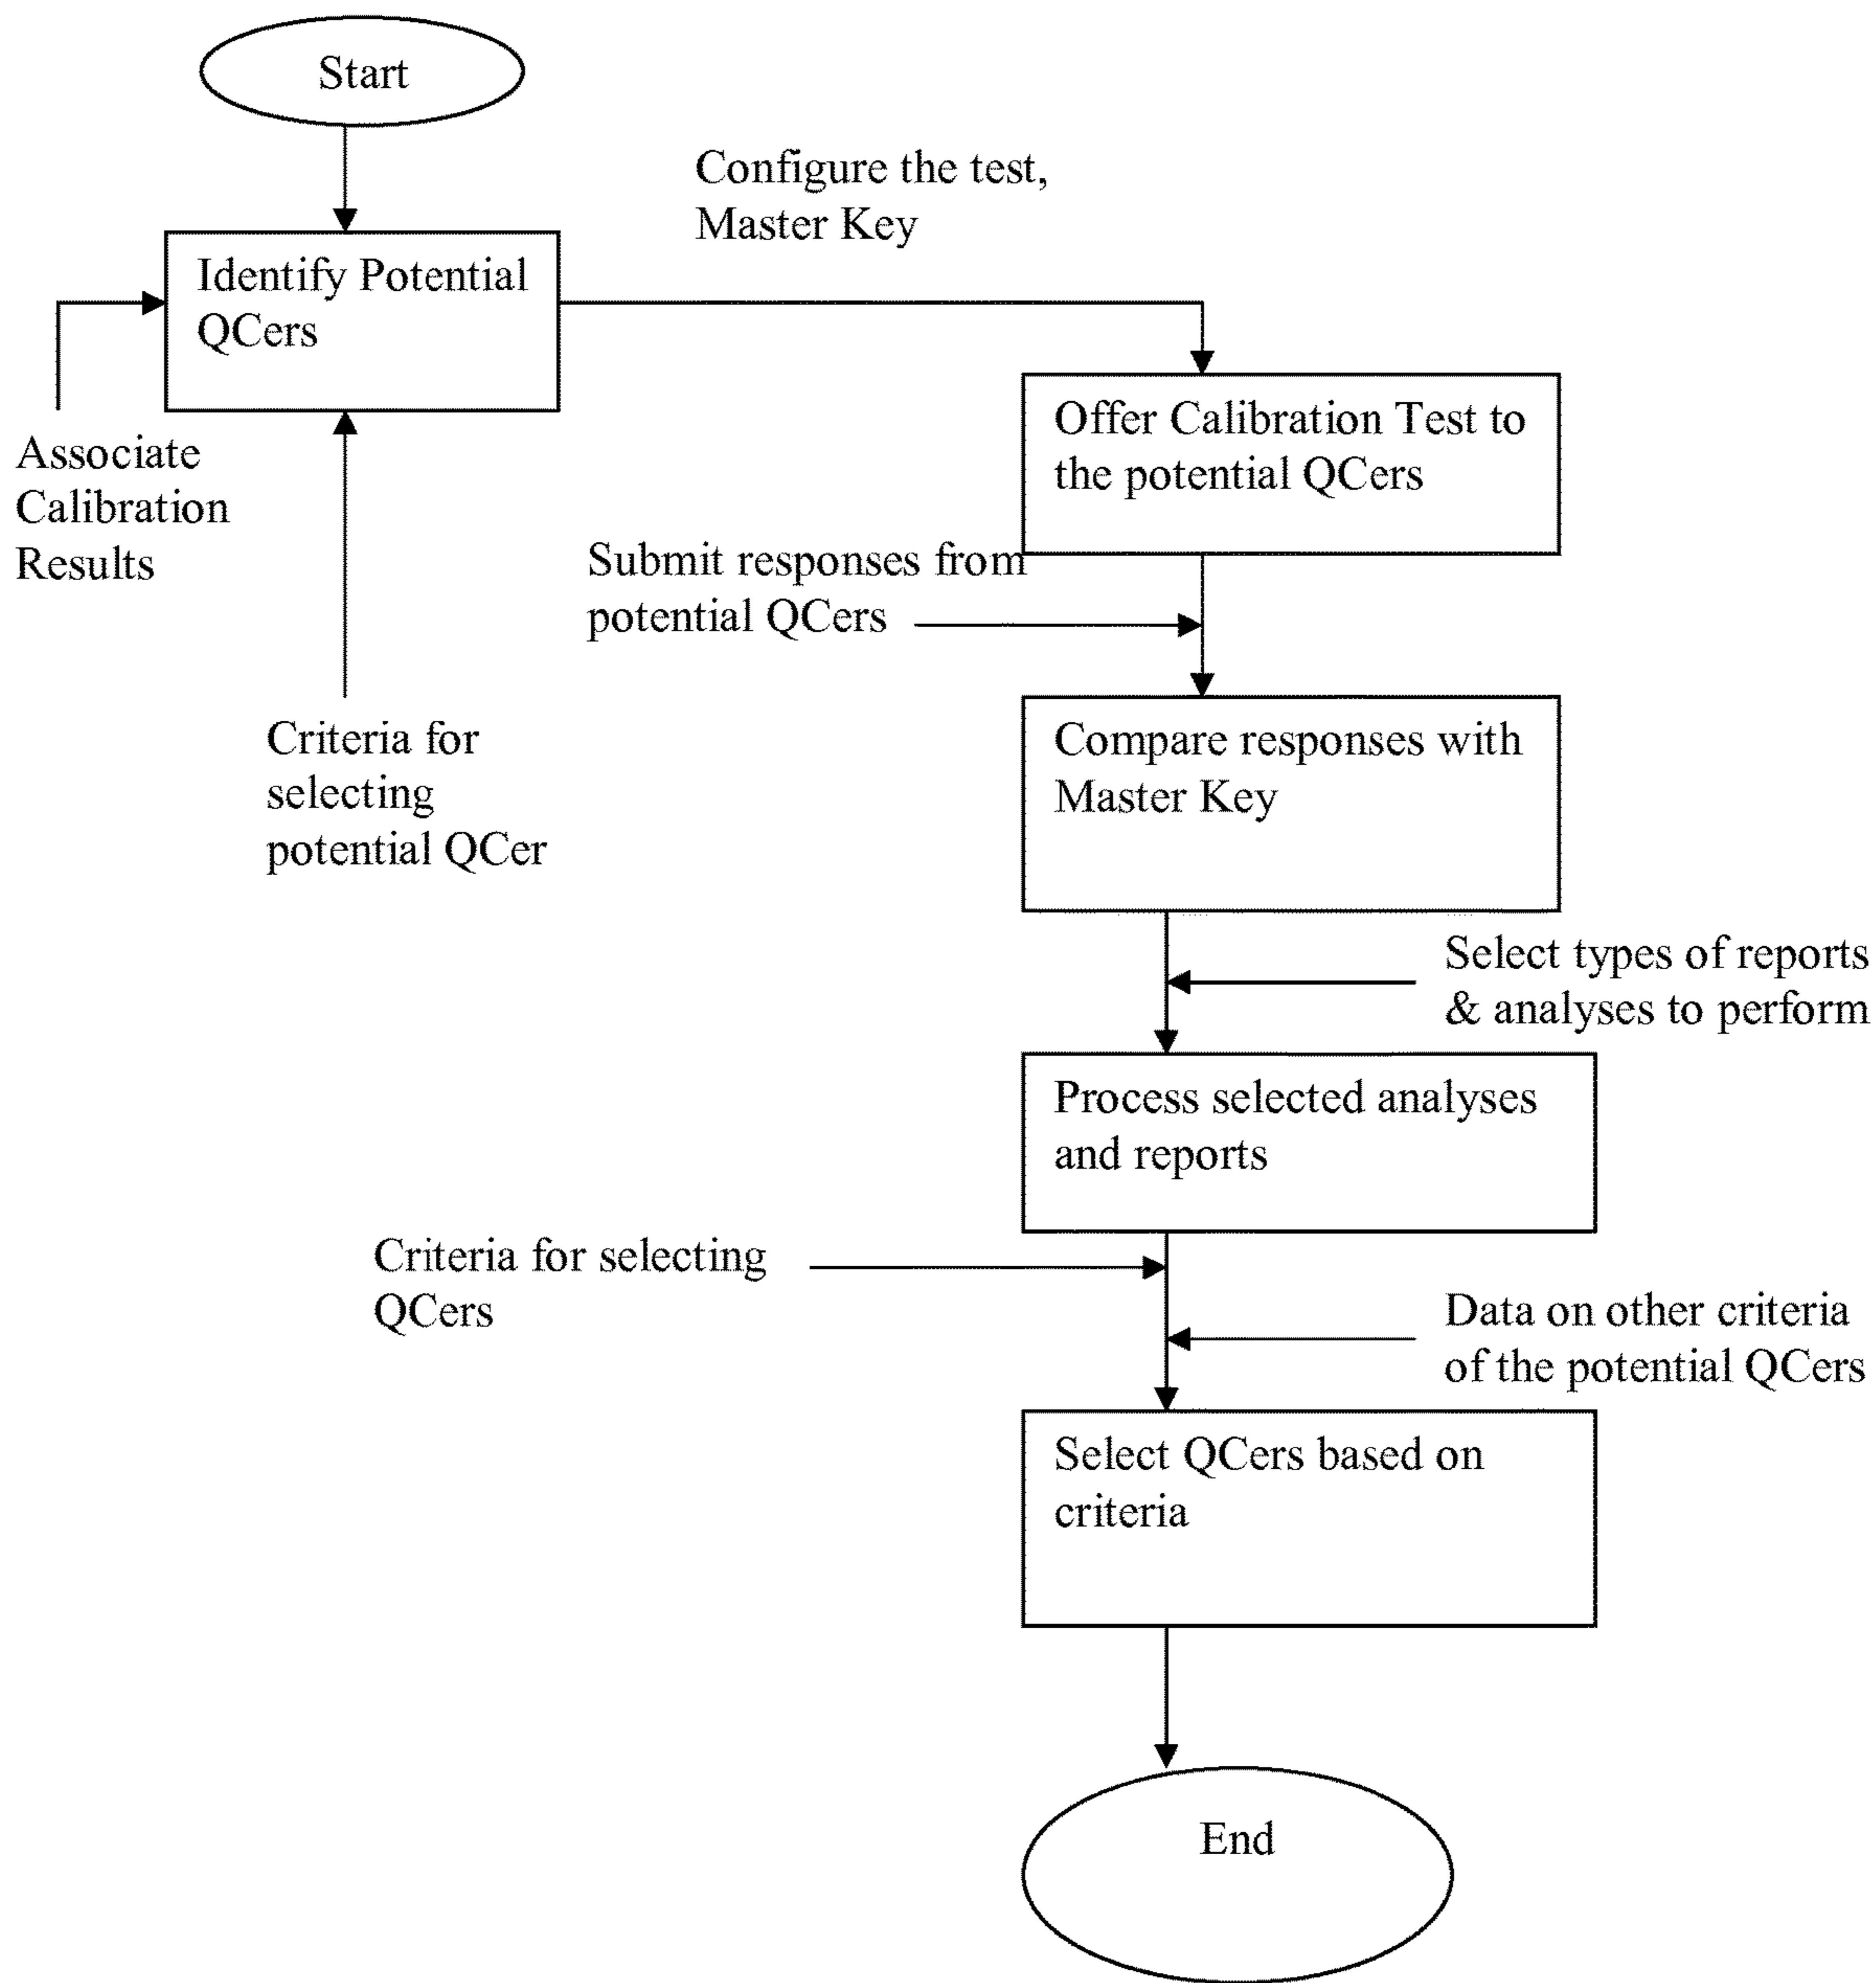 Start
Configure the test,
Master Key
Identify Potential
QCers
Offer Calibration Test to
the potential QCers
Associate
Calibration
Results
Submit responses from
potential QCers
Criteria for
selecting
potential QCer
Compare responses with
Master Key
Select types of reports
& analyses to perform
Process selected analyses
and reports
Criteria for selecting
QCers
Data on other criteria
of the potential QCers
Select QCers based on
criteria
End